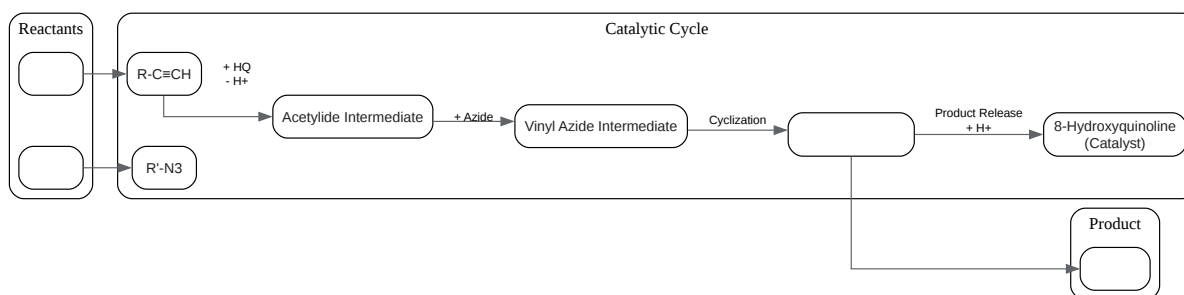 Reactants
Catalytic Cycle
R-C≡CH
+ HQ
- H+
Acetylide Intermediate
+ Azide
Vinyl Azide Intermediate
Cyclization
Product Release
+ H+
8-Hydroxyquinoline
(Catalyst)
R'-N3
Product